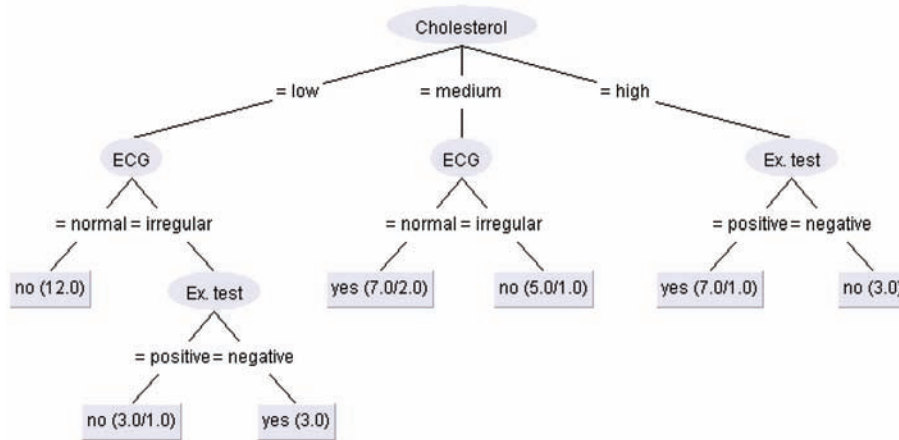 Cholesterol
= low
= medium
= high
ECG
ECG
Ex. test
= normal = irregular
= normal = irregular
= positive = negative
no (12.0)
Ex. test
yes (7.0/2.0)
no (5.0/1.0)
yes (7.0/1.0)
no (3.0)
= positive = negative
no (3.0/1.0)
yes (3.0)